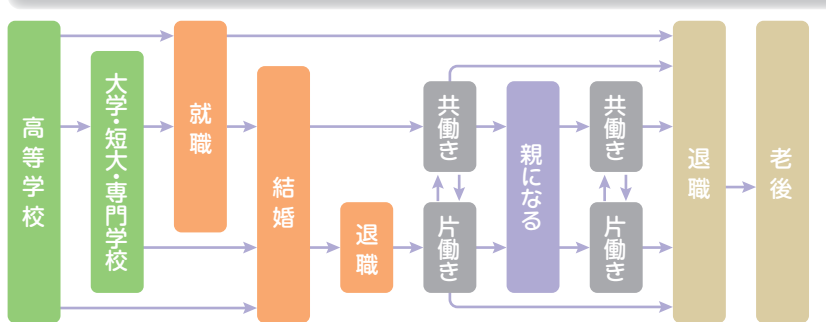 高等学校
大学・短大・専門学校
就職
結婚
退職
共働き
片働き
親になる
共働き
片働き
退職
老後